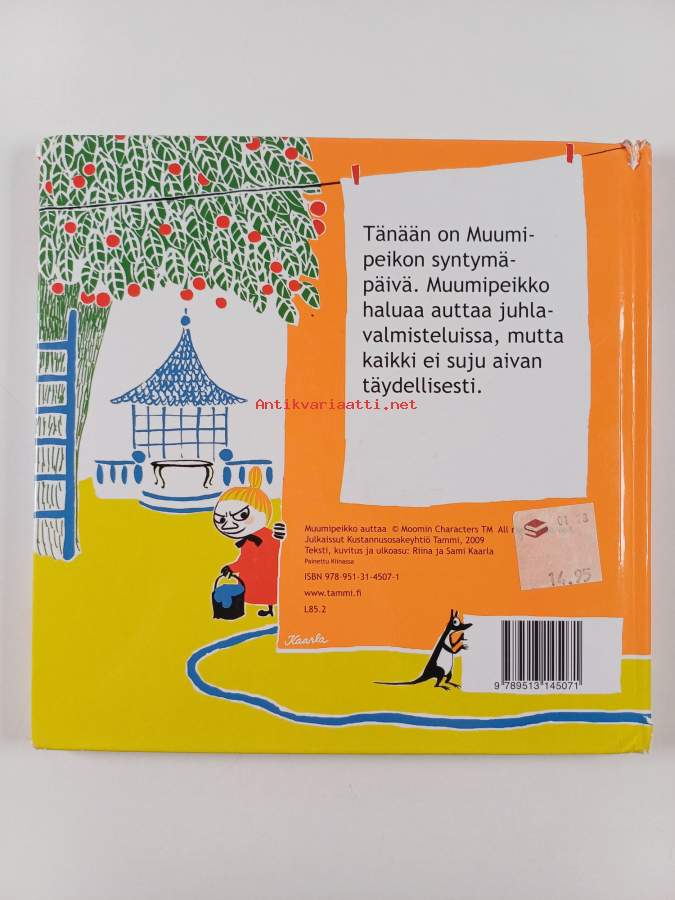 Tänään on Muumi-
peikon syntymä-
päivä. Muumipeikko
haluaa auttaa juhla-
valmisteluissa, mutta
kaikki ei suju aivan
täydellisesti.
Antikvariaatti.net
Muumipeikko auttaa © Moomin Characters TM All
Julkaissut Kustannusosakeyhtiö Tammi, 2009
Teksti, kuvitus ja ulkoasu: Riina ja Sami Kaarla
Painettu Kiinassa
ISBN 978-951-31-4507-1
www.tammi.fi
L85.2
14.95
Kaarla
9 789513 145071